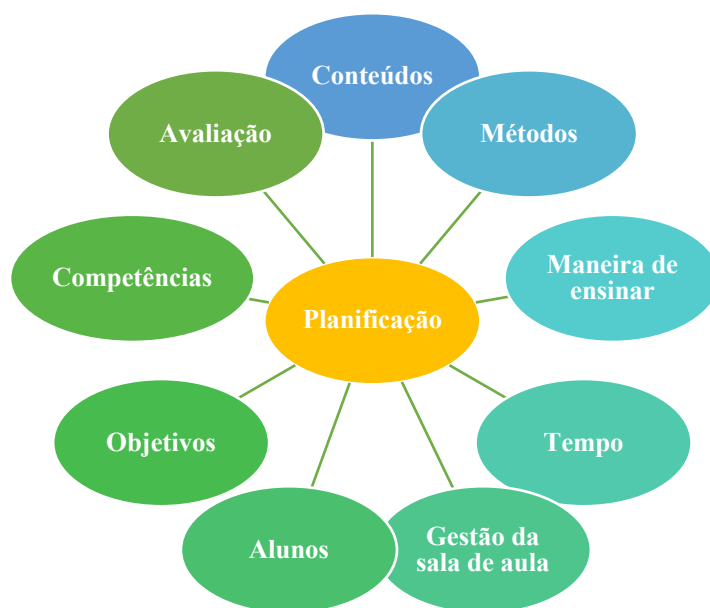 Conteúdos
Métodos
Maneira de
ensinar
Tempo
Gestão da
sala de aula
Alunos
Objetivos
Competências
Avaliação
Planificação